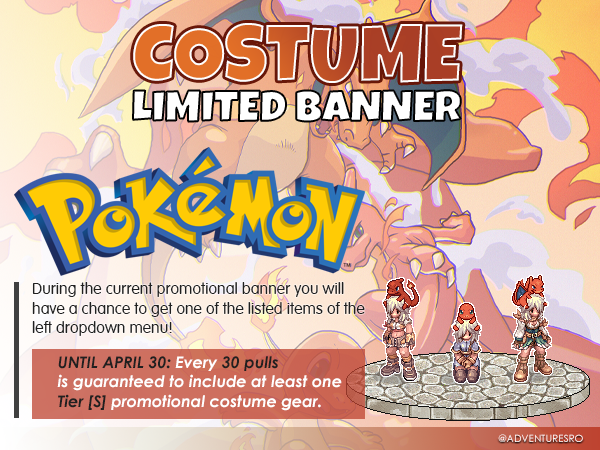 COSTUME
LIMITED BANNER
POKéMON
TM
During the current promotional banner you will
have a chance to get one of the listed items of the
left dropdown menu!
UNTIL APRIL 30: Every 30 pulls
is guaranteed to include at least one
Tier [S] promotional costume gear.
@ADVENTURESRO